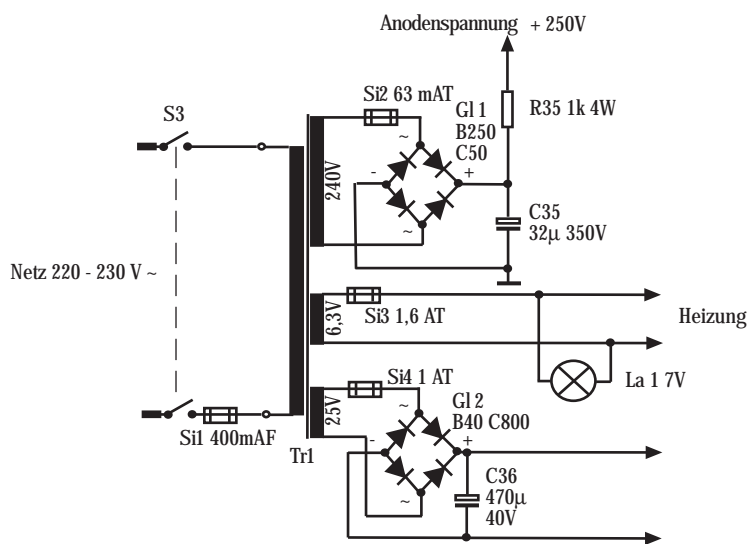 Anodenspannung + 250V
Si2 63 mAT
Gl 1
B250
C50
R35 1k 4W
S3
~
-
+
240V
~
C35
32µ 350V
Netz 220 - 230 V ~
6,3V
Si3 1,6 AT
Heizung
La 1 7V
Si4 1 AT
25V
Gl 2
B40 C800
~
-
+
Si1 400mAF
Tr1
C36
470µ
40V
~